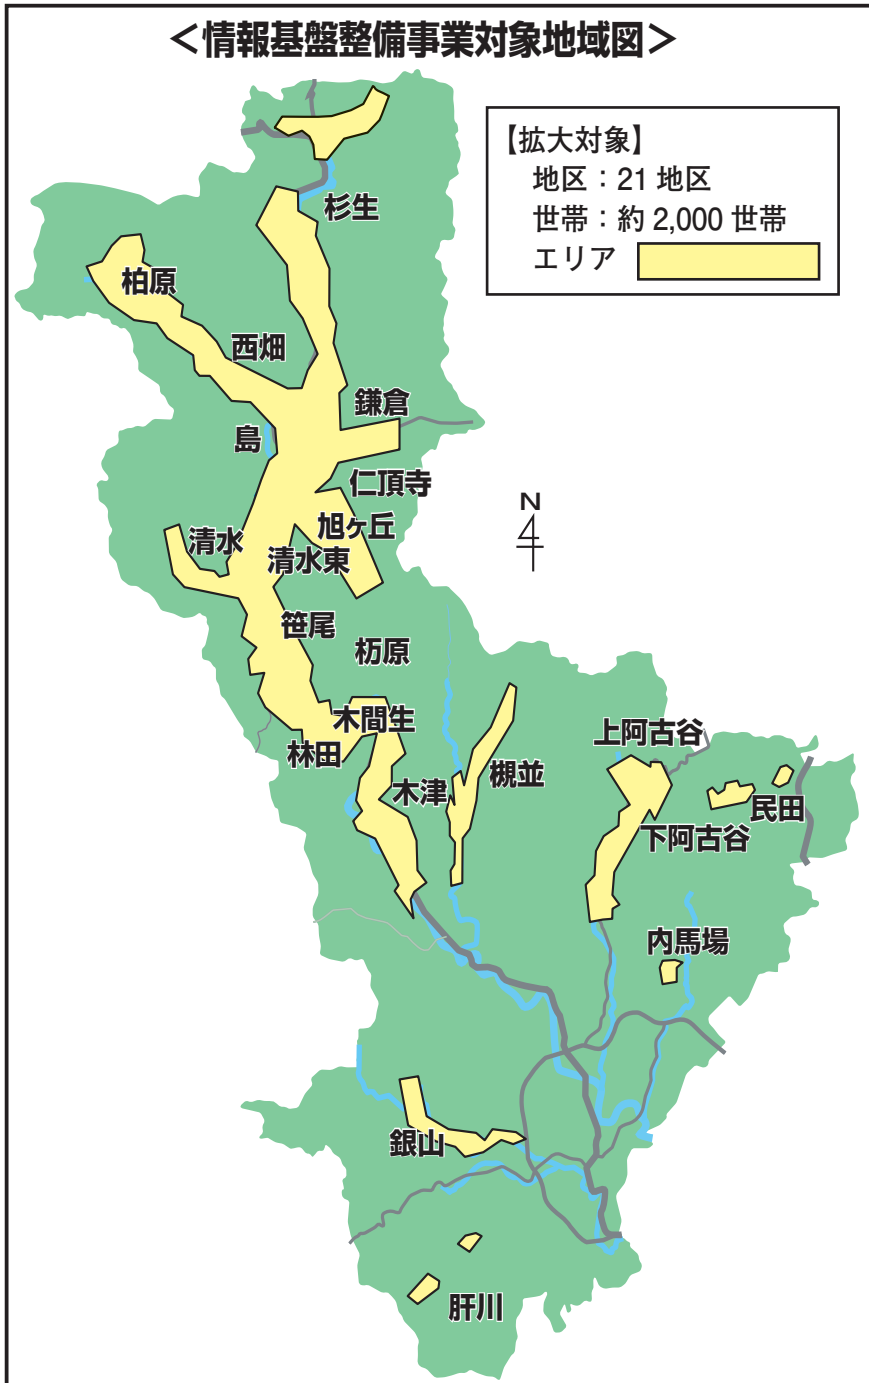 ＜情報基盤整備事業対象地域図＞
【拡大対象】
地区：21 地区
世帯：約 2,000 世帯
エリア
杉生
柏原
西畑
鎌倉
島
仁頂寺
N
旭ヶ丘
清水
清水東
笹尾
杤原
木間生
上阿古谷
林田
槻並
木津
民田
下阿古谷
内馬場
銀山
肝川